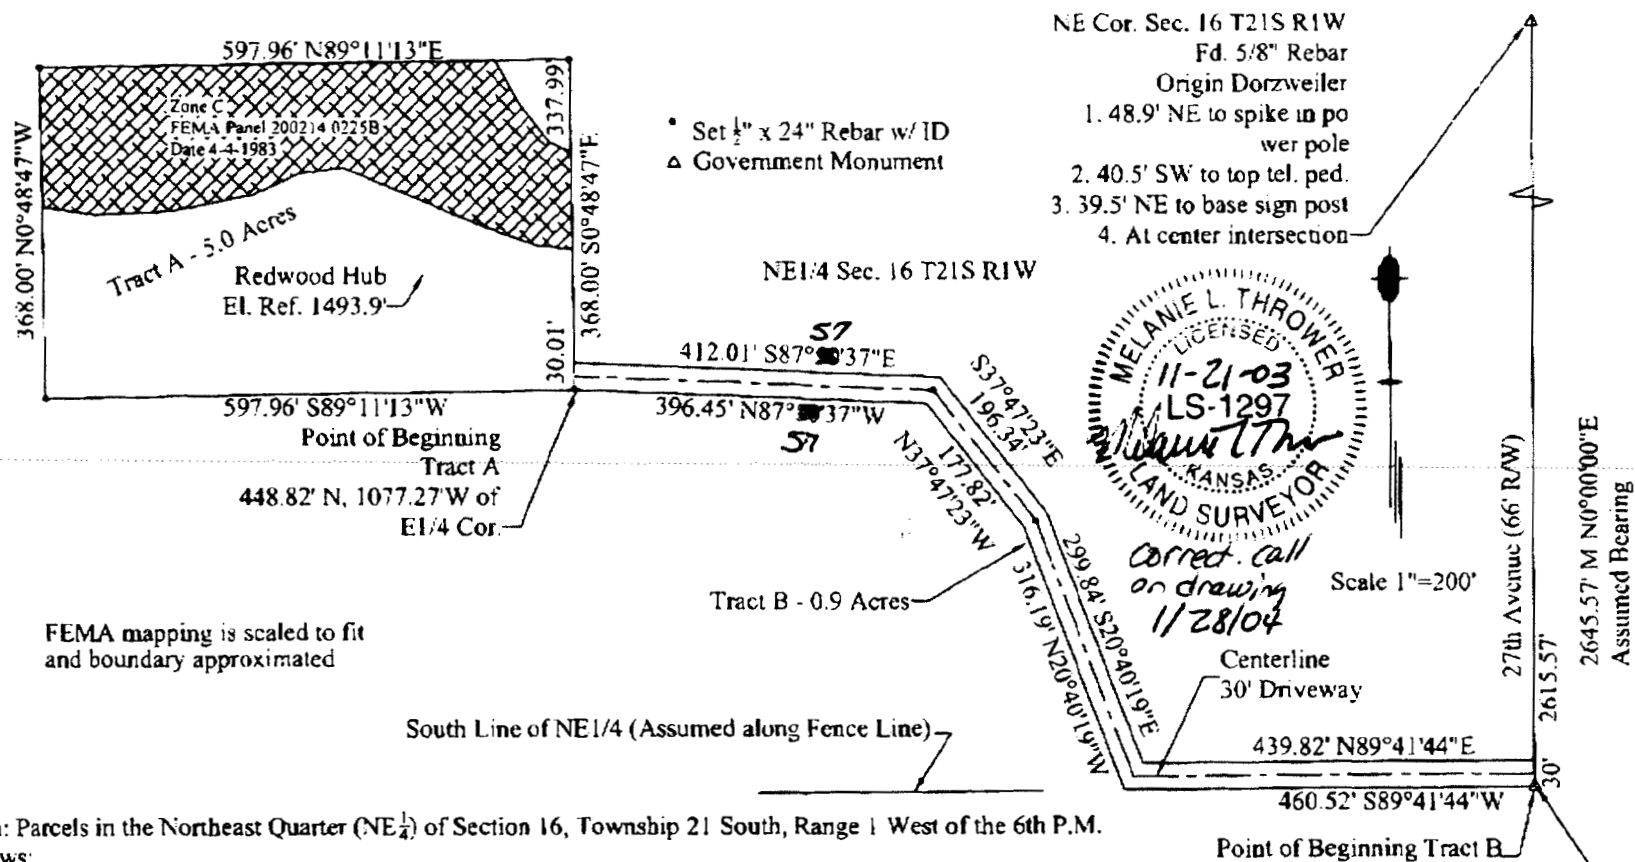 597.96' N89°11'13"E
Zone C
FEMA Panel 200214 0225B
Date 4-4-1983
337.99'
368.00' N0°48'47"W
368.00' S0°48'47"E
30.01'
Tract A - 5.0 Acres
Redwood Hub
El. Ref. 1493.9'
597.96' S89°11'13"W
Point of Beginning
Tract A
448.82' N, 1077.27'W of
E1/4 Cor.
Set ½" x 24" Rebar w/ ID
Government Monument
NE Cor. Sec. 16 T21S R1W
Fd. 5/8" Rebar
Origin Dorzweiler
1. 48.9' NE to spike in po
wer pole
2. 40.5' SW to top tel. ped.
3. 39.5' NE to base sign post
4. At center intersection
NE1/4 Sec. 16 T21S R1W
57
412.01' S87° '37"E
396.45' N87° '37"W
57
S37°47'23"E
196.34'
177.82'
N37°47'23"W
299.84' S20°40'19"E
316.19' N20°40'19"W
Tract B - 0.9 Acres
MELANIE L. THROWER
LICENSED
11-21-03
LS-1297
KANSAS
LAND SURVEYOR
correct. call
on drawing
1/28/04
Scale 1"=200'
27th Avenue (66' R/W)
2645.57' M N0°00'00"E
Assumed Bearing
2615.57'
30'
Centerline
30' Driveway
FEMA mapping is scaled to fit
and boundary approximated
South Line of NE1/4 (Assumed along Fence Line)
439.82' N89°41'44"E
460.52' S89°41'44"W
: Parcels in the Northeast Quarter (NE¼) of Section 16, Township 21 South, Range 1 West of the 6th P.M.
ws:
Point of Beginning Tract B